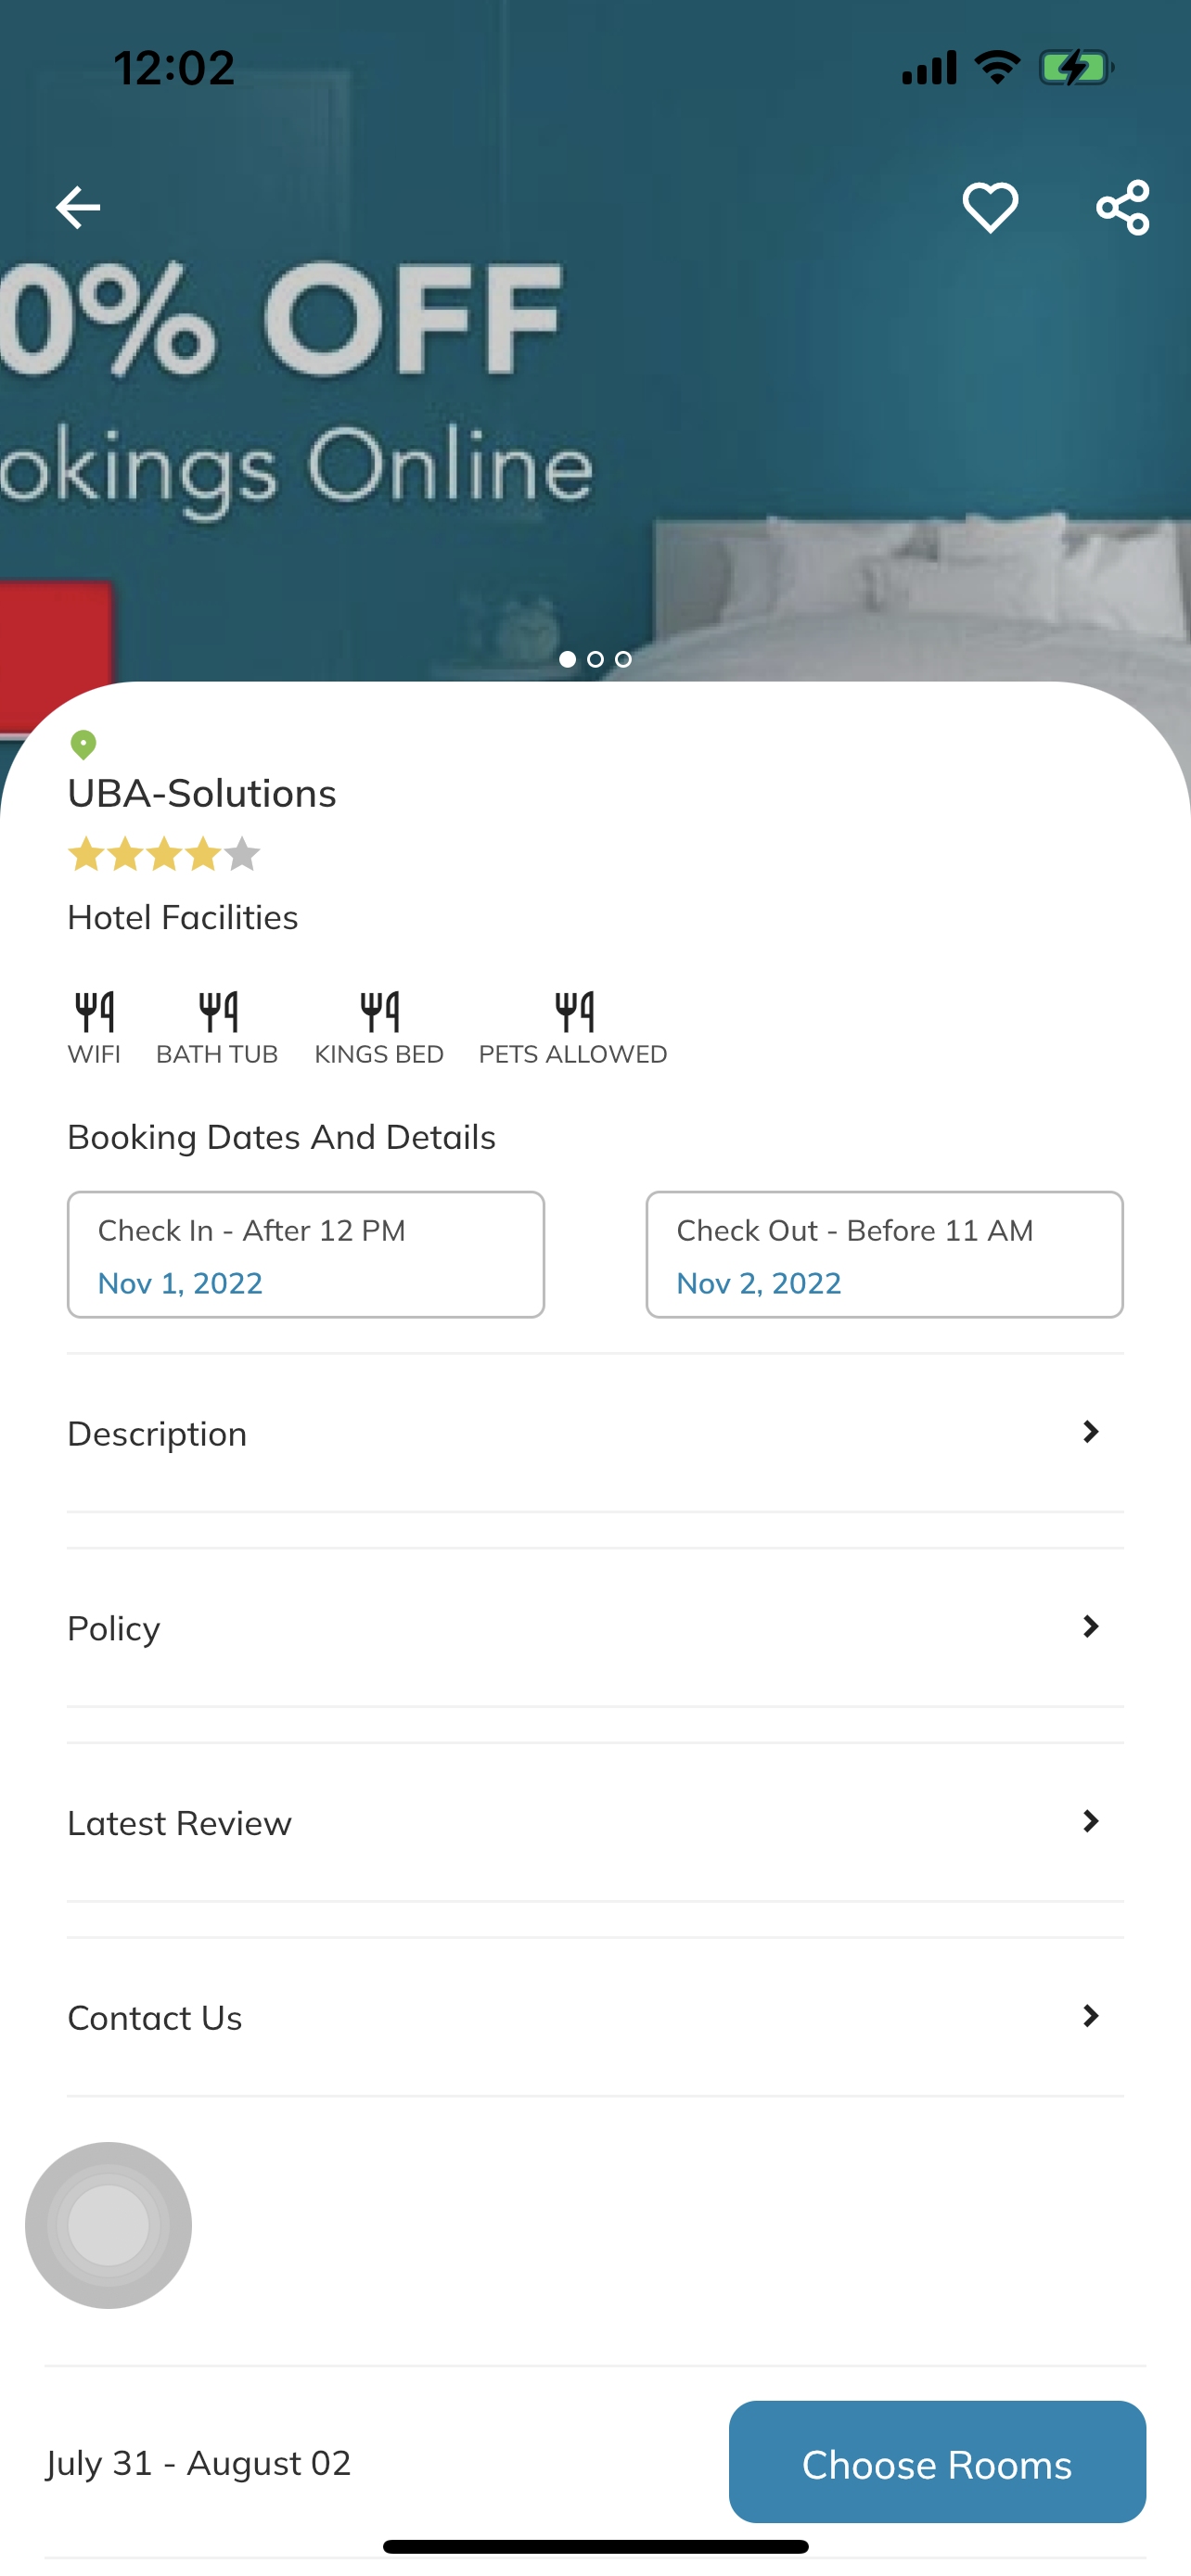 12:02
0% OFF
okings Online
UBA-Solutions
Hotel Facilities
WIFI BATH TUB KINGS BED PETS ALLOWED
Booking Dates And Details
Check In - After 12 PM
Nov 1, 2022
Check Out - Before 11 AM
Nov 2, 2022
Description
Policy
Latest Review
Contact Us
July 31 - August 02
Choose Rooms